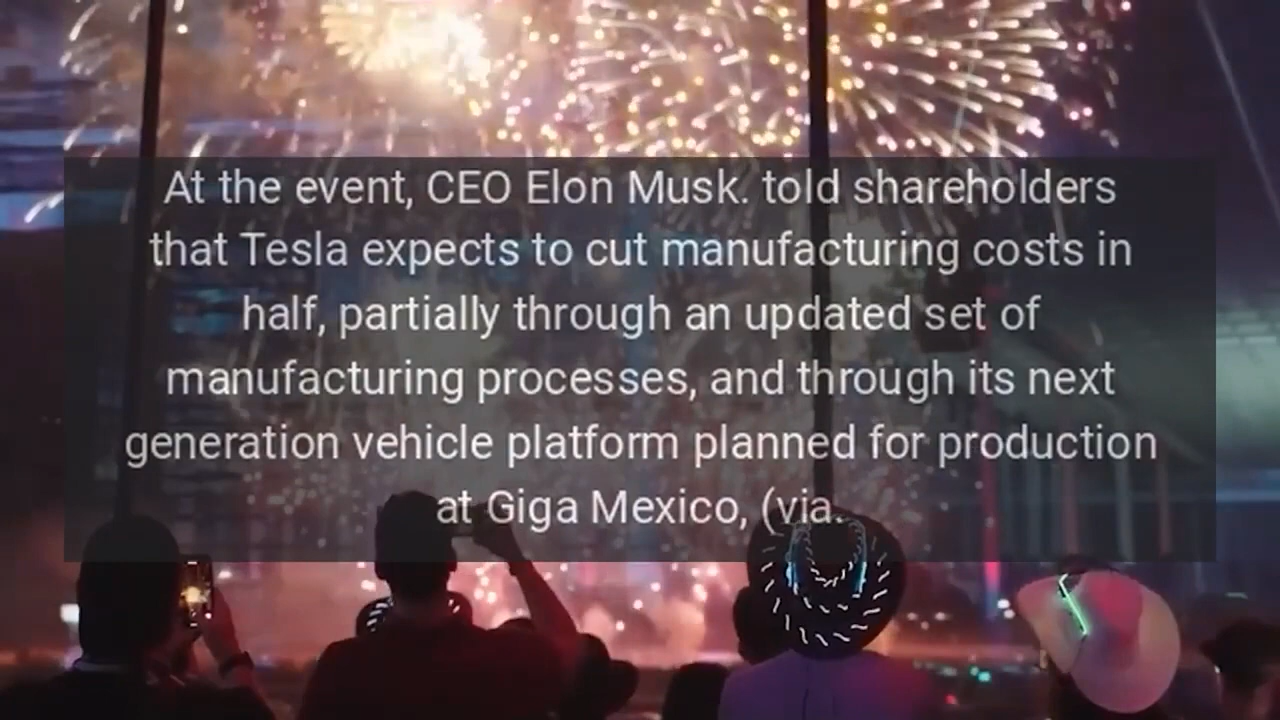 At the event, CEO Elon Musk. told shareholders
that Tesla expects to cut manufacturing costs in
half, partially through an updated set of
manufacturing processes, and through its next
generation vehicle platform planned for production
at Giga Mexico, (via.